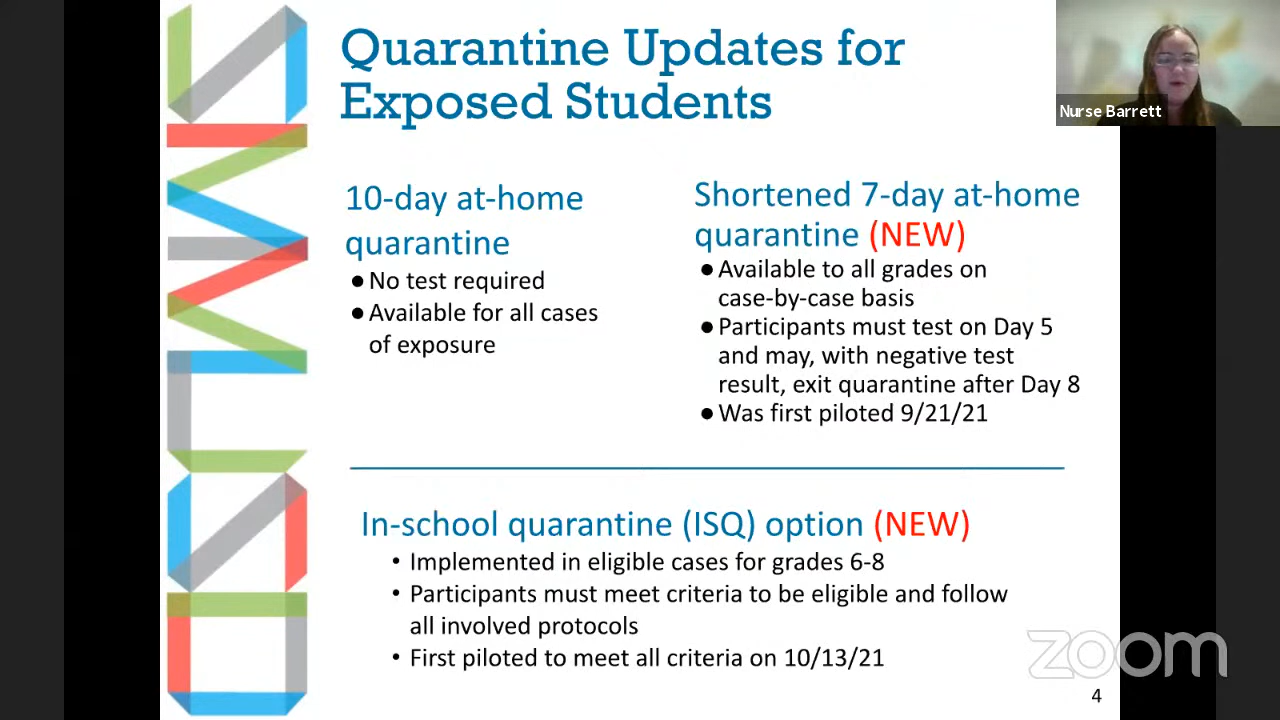 Quarantine Updates for
Exposed Students
Nurse Barrett
10-day at-home
quarantine
● No test required
● Available for all cases
of exposure
Shortened 7-day at-home
quarantine (NEW)
● Available to all grades on
case-by-case basis
● Participants must test on Day 5
and may, with negative test
result, exit quarantine after Day 8
● Was first piloted 9/21/21
In-school quarantine (ISQ) option (NEW)
• Implemented in eligible cases for grades 6-8
• Participants must meet criteria to be eligible and follow
all involved protocols
• First piloted to meet all criteria on 10/13/21
zoom
4